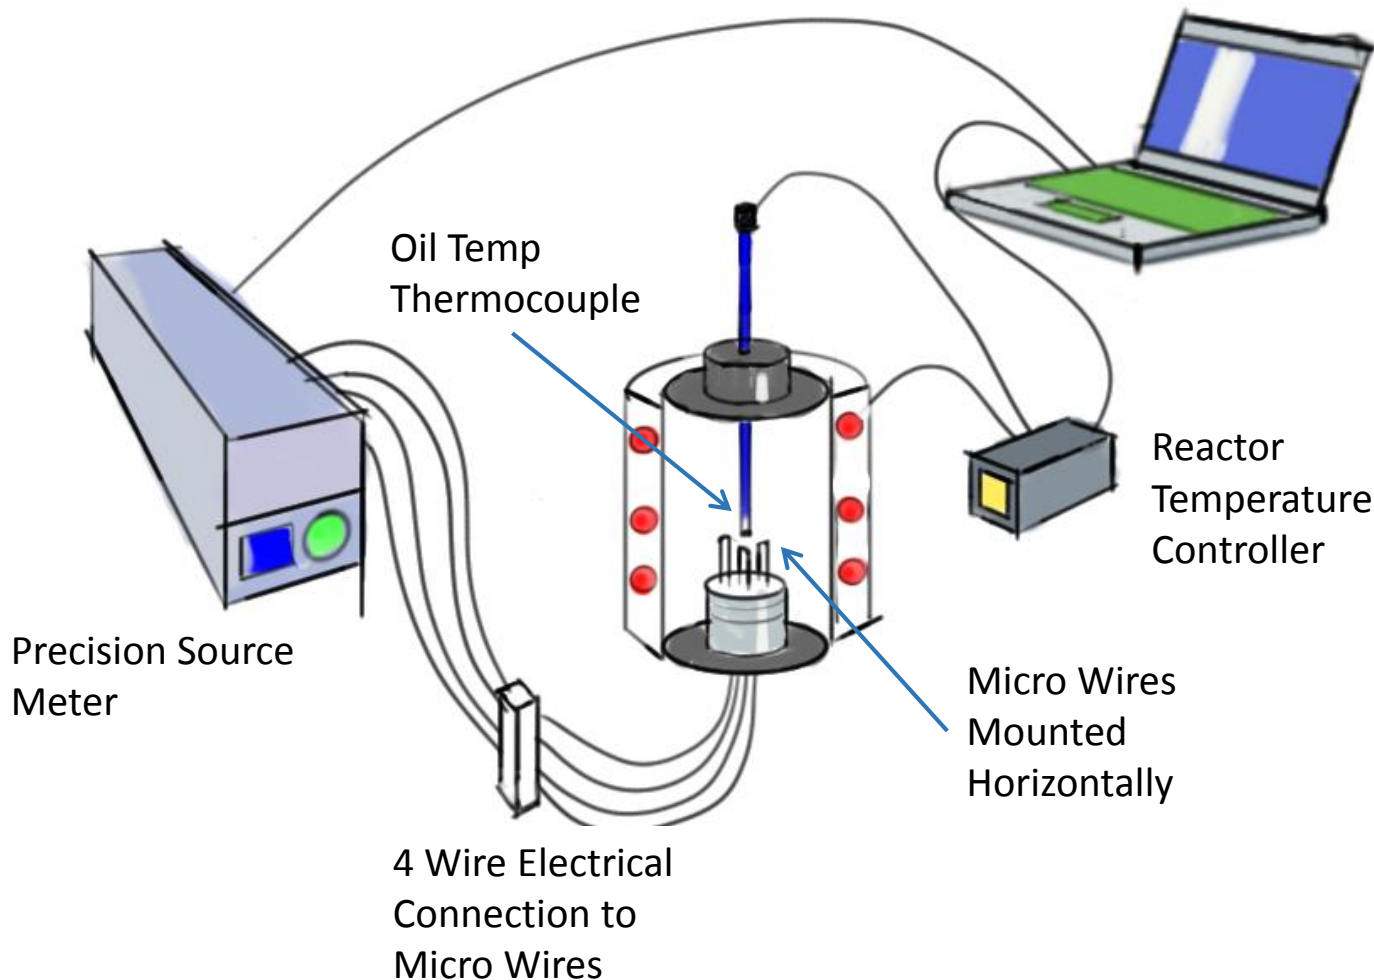 Oil Temp
Thermocouple
Reactor
Temperature
Controller
Precision Source
Meter
Micro Wires
Mounted
Horizontally
4 Wire Electrical
Connection to
Micro Wires